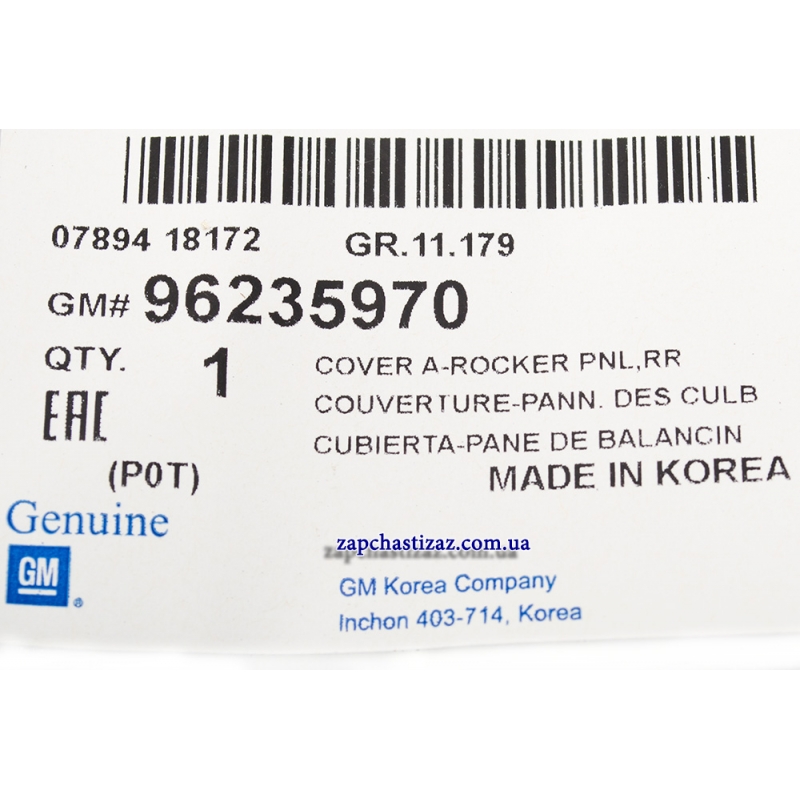 07894 18172 GR.11.179
GM# 96235970
QTY. 1 COVER A-ROCKER PNL,RR
COUVERTURE-PANN. DES CULB
EAC
CUBIERTA-PANE DE BALANCIN
(P0T) MADE IN KOREA
Genuine
zapchastizaz.com.ua
GM ®
GM Korea Company
Inchon 403-714, Korea